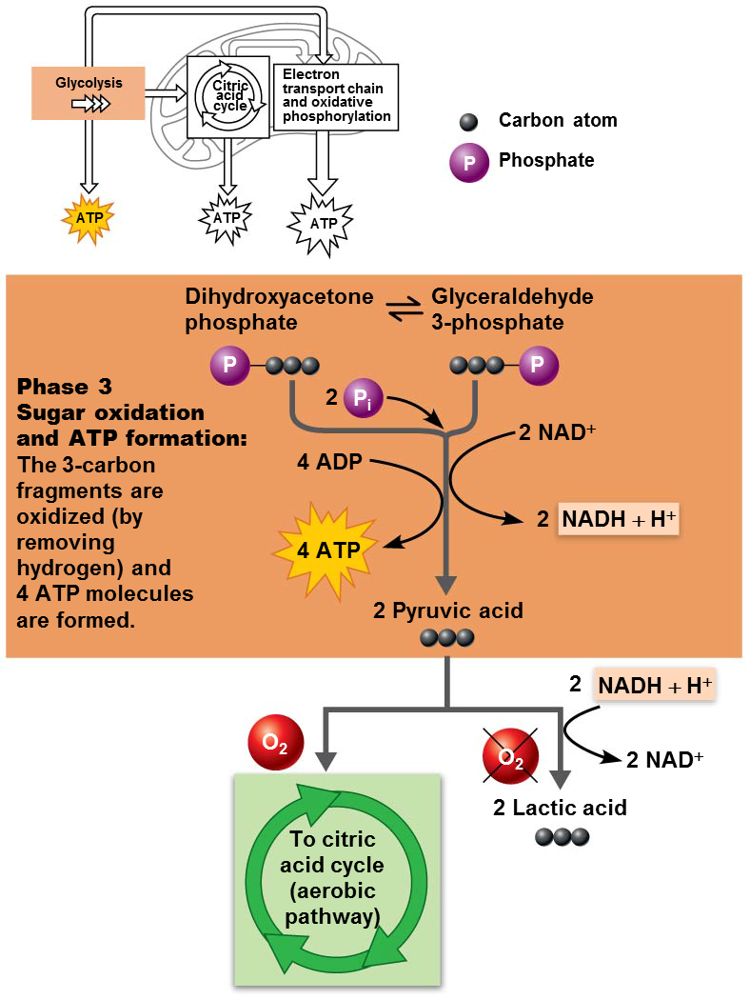 Glycolysis
Citric
acid
cycle
Electron
transport chain
and oxidative
phosphorylation
ATP
ATP
ATP
Carbon atom
P
Phosphate
Dihydroxyacetone
phosphate
Glyceraldehyde
3-phosphate
P
P
Phase 3
Sugar oxidation
and ATP formation:
The 3-carbon
fragments are
oxidized (by
removing
hydrogen) and
4 ATP molecules
are formed.
2 Pi
4 ADP
2 NAD+
2 NADH + H+
4 ATP
2 Pyruvic acid
2 NADH + H+
O2
O2
2 NAD+
2 Lactic acid
To citric
acid cycle
(aerobic
pathway)